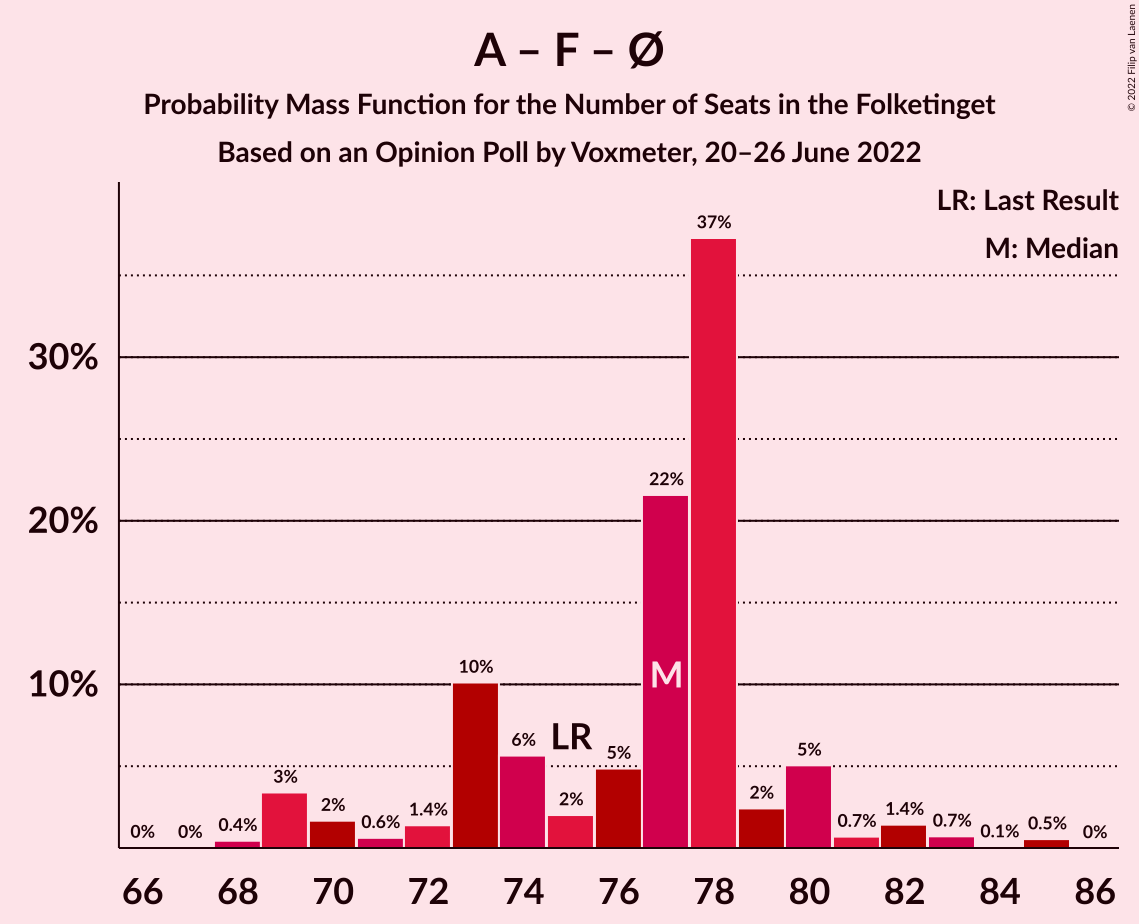 A – F – Ø
Probability Mass Function for the Number of Seats in the Folketinget
Based on an Opinion Poll by Voxmeter, 20–26 June 2022
© 2022 Filip van Laenen
LR: Last Result
M: Median
37%
30%
22%
20%
10%
10%
M
LR
6%
5%
5%
3%
2%
2%
2%
1.4%
1.4%
0%
0%
0.4%
0.6%
0.7%
0.7%
0.1%
0.5%
0%
66 68 70 72 74 76 78 80 82 84 86